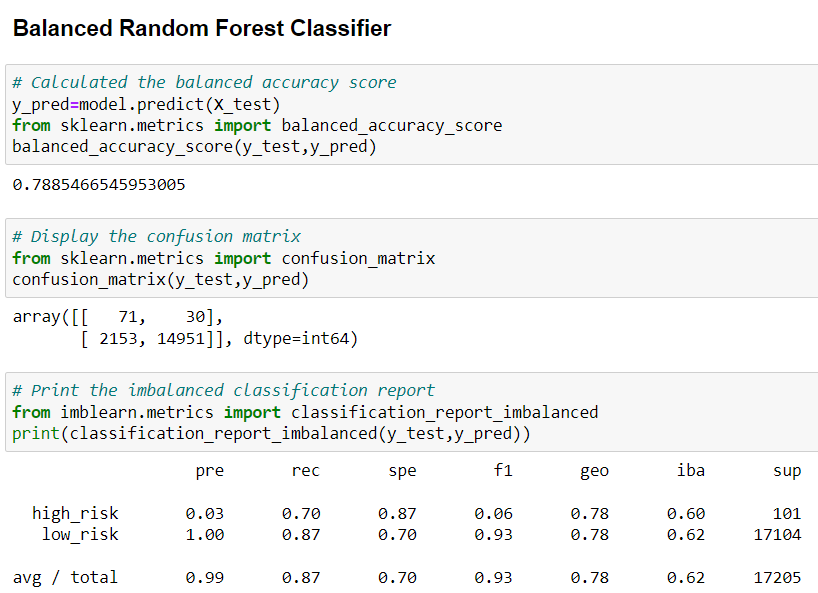 Balanced Random Forest Classifier
# Calculated the balanced accuracy score
y_pred=model.predict(X_test)
from sklearn.metrics import balanced_accuracy_score
balanced_accuracy_score(y_test,y_pred)
0.7885466545953005
# Display the confusion matrix
from sklearn.metrics import confusion_matrix
confusion_matrix(y_test,y_pred)
array([[   71,    30],
       [ 2153, 14951]], dtype=int64)
# Print the imbalanced classification report
from imblearn.metrics import classification_report_imbalanced
print(classification_report_imbalanced(y_test,y_pred))
                   pre       rec       spe        f1       geo       iba       sup
  high_risk       0.03      0.70      0.87      0.06      0.78      0.60       101
   low_risk       1.00      0.87      0.70      0.93      0.78      0.62     17104
avg / total       0.99      0.87      0.70      0.93      0.78      0.62     17205